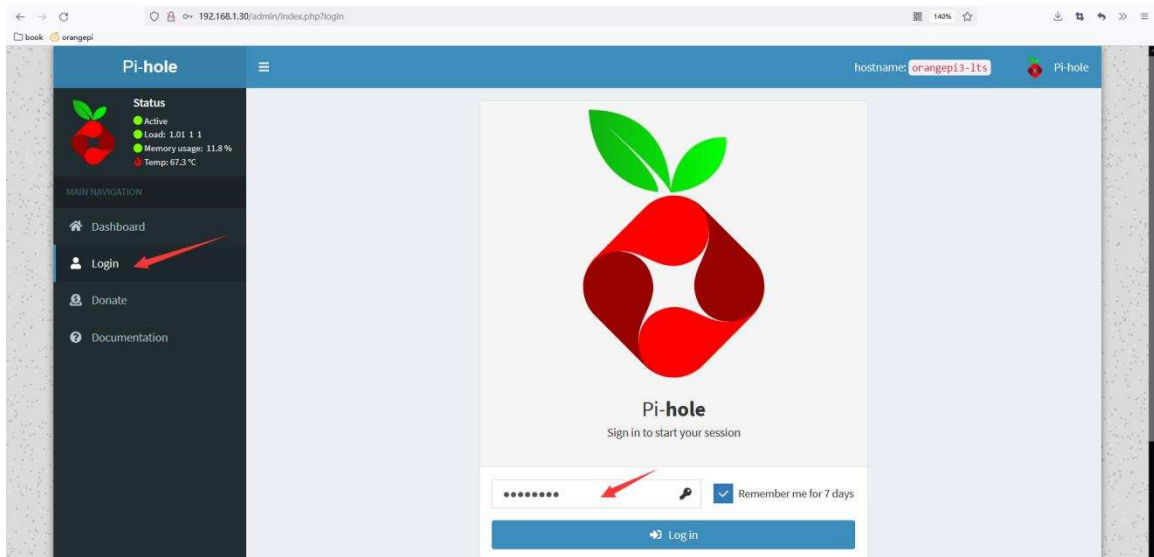 192.168.1.30/admin/index.php?login
140%
book
orangepi
Pi-hole
hostname: orangepi3-lts
Pi-hole
Status
Active
Load: 1.01 1 1
Memory usage: 11.8 %
Temp: 67.3 °C
MAIN NAVIGATION
Dashboard
Login
Donate
Documentation
Pi-hole
Sign in to start your session
Remember me for 7 days
Log in